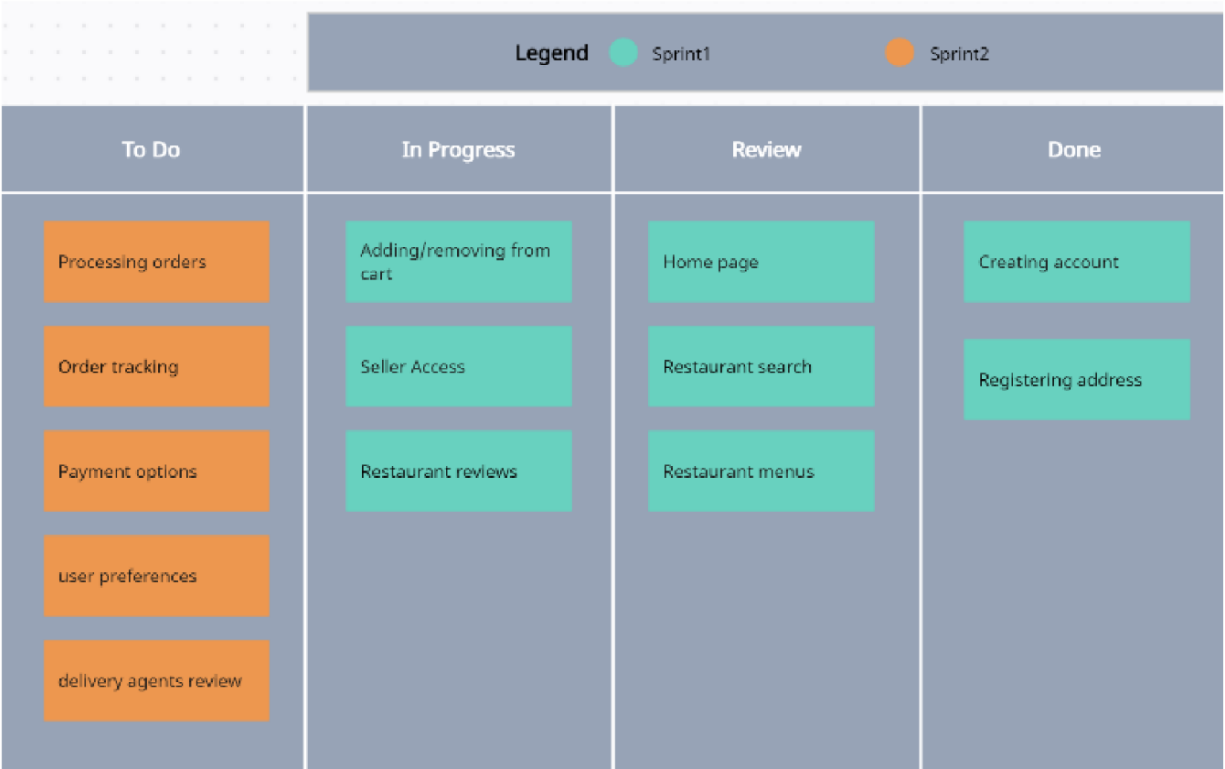 Legend Sprint1 Sprint2
To Do In Progress Review Done
Processing orders
Order tracking
Payment options
user preferences
delivery agents review
Adding/removing from
cart
Seller Access
Restaurant reviews
Home page
Restaurant search
Restaurant menus
Creating account
Registering address